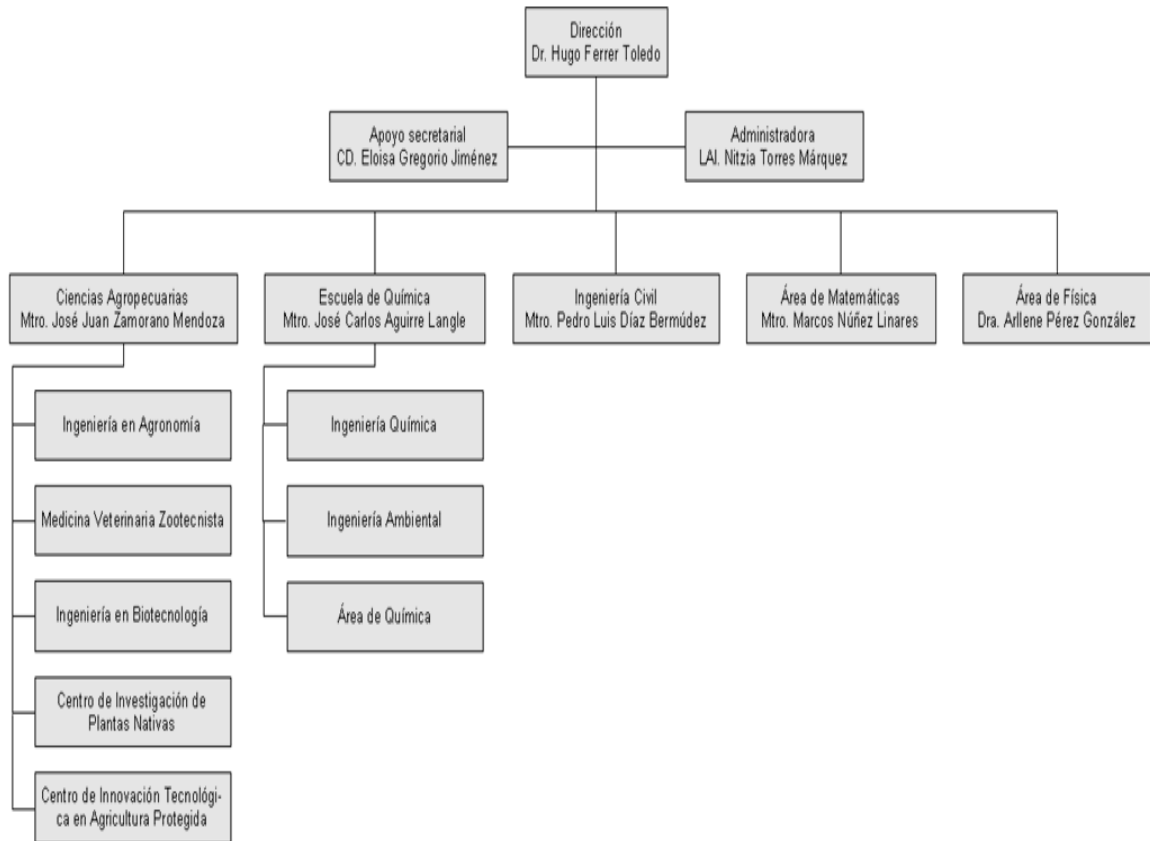 Dirección
Dr. Hugo Ferrer Toledo
Apoyo secretarial
CD. Eloisa Gregorio Jiménez
Administradora
LAI. Nitzia Torres Márquez
Ciencias Agropecuarias
Mtro. José Juan Zamorano Mendoza
Escuela de Química
Mtro. José Carlos Aguirre Langle
Ingeniería Civil
Mtro. Pedro Luis Díaz Bermúdez
Área de Matemáticas
Mtro. Marcos Núñez Linares
Área de Física
Dra. Arllene Pérez González
Ingeniería en Agronomía
Medicina Veterinaria Zootecnista
Ingeniería en Biotecnología
Centro de Investigación de
Plantas Nativas
Centro de Innovación Tecnológi-
ca en Agricultura Protegida
Ingeniería Química
Ingeniería Ambiental
Área de Química